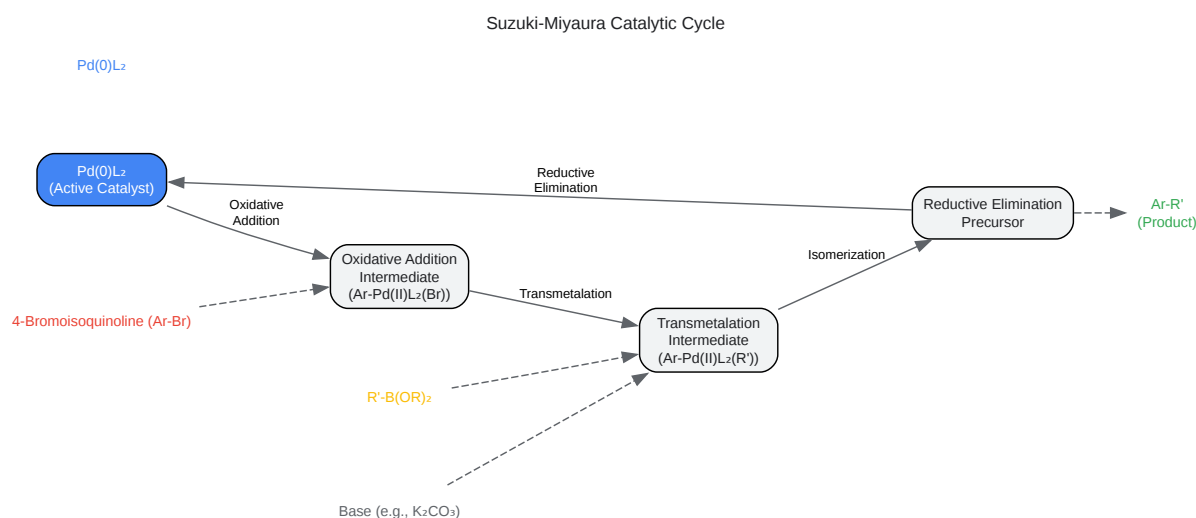 Suzuki-Miyaura Catalytic Cycle
Pd(0)L₂
Pd(0)L₂
(Active Catalyst)
Oxidative
Addition
Reductive
Elimination
Reductive Elimination
Precursor
Ar-R'
(Product)
Oxidative Addition
Intermediate
(Ar-Pd(II)L₂(Br))
Isomerization
4-Bromoisoquinoline (Ar-Br)
Transmetalation
Transmetalation
Intermediate
(Ar-Pd(II)L₂(R'))
R'-B(OR)₂
Base (e.g., K₂CO₃)